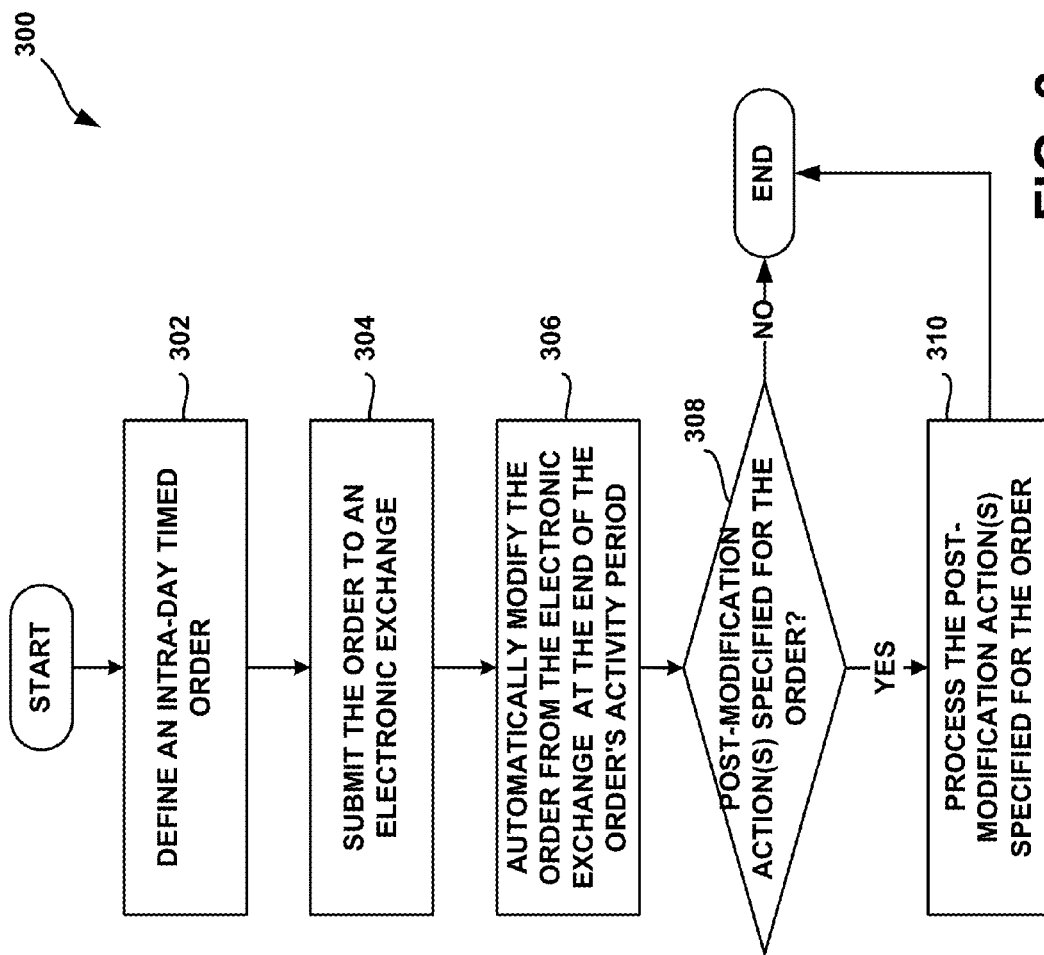 300
START
302
DEFINE AN INTRA-DAY TIMED
ORDER
304
SUBMIT THE ORDER TO AN
ELECTRONIC EXCHANGE
306
AUTOMATICALLY MODIFY THE
ORDER FROM THE ELECTRONIC
EXCHANGE AT THE END OF THE
ORDER'S ACTIVITY PERIOD
308
POST-MODIFICATION
ACTION(S) SPECIFIED FOR THE
ORDER?
NO
END
YES
310
PROCESS THE POST-
MODIFICATION ACTION(S)
SPECIFIED FOR THE ORDER
FIG.